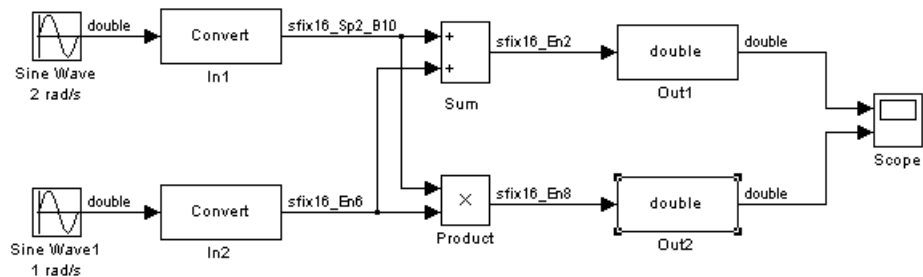 double
Convert
sfix16_Sp2_B10
Sine Wave
2 rad/s
In1
+
+
Sum
sfix16_En2
double
Out1
double
Scope
double
Convert
sfix16_En6
Sine Wave1
1 rad/s
In2
×
Product
sfix16_En8
double
Out2
double